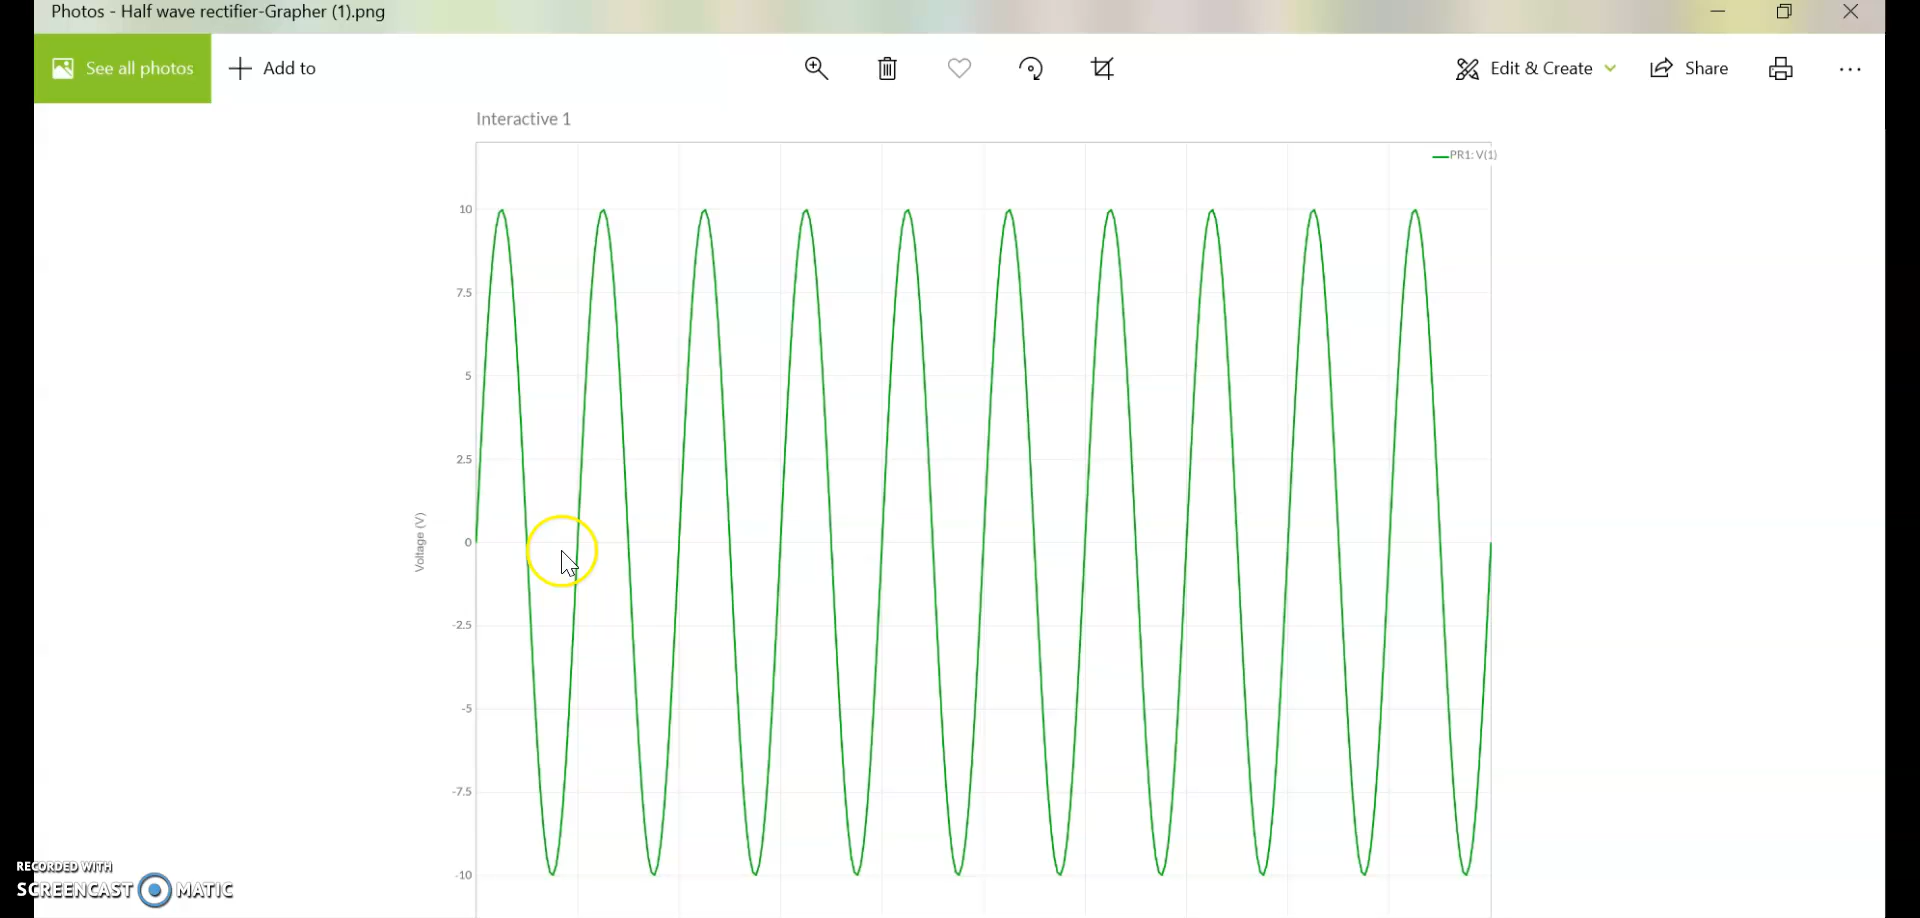 Photos - Half wave rectifier-Grapher (1).png
See all photos
Add to
Edit & Create
Share
Interactive 1
PR1: V(1)
10
7.5
5
2.5
Voltage (V)
0
-2.5
-5
-7.5
-10
RECORDED WITH
SCREENCAST MATIC